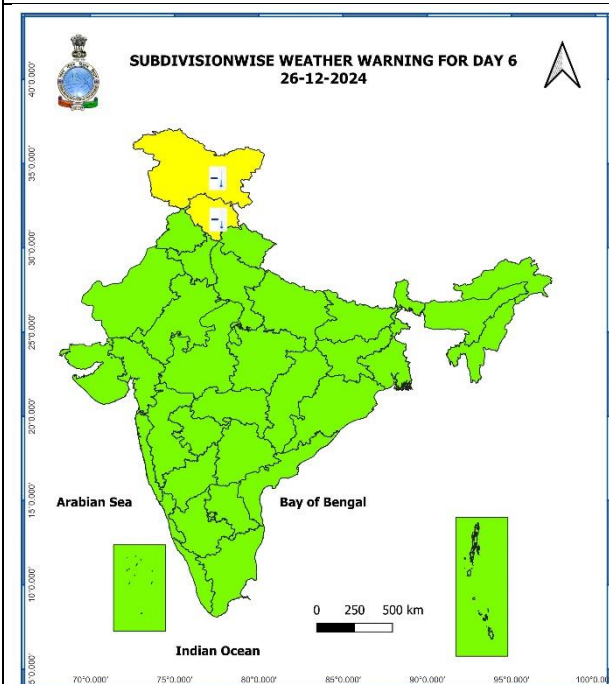 SUBDIVISIONWISE WEATHER WARNING FOR DAY 6
26-12-2024
40°0.000'
35°0.000'
30°0.000'
25°0.000'
20°0.000'
15°0.000'
10°0.000'
5°0.000'
Arabian Sea
Bay of Bengal
0 250 500 km
Indian Ocean
70°0.000' 75°0.000' 80°0.000' 85°0.000' 90°0.000' 95°0.000' 100°0.0